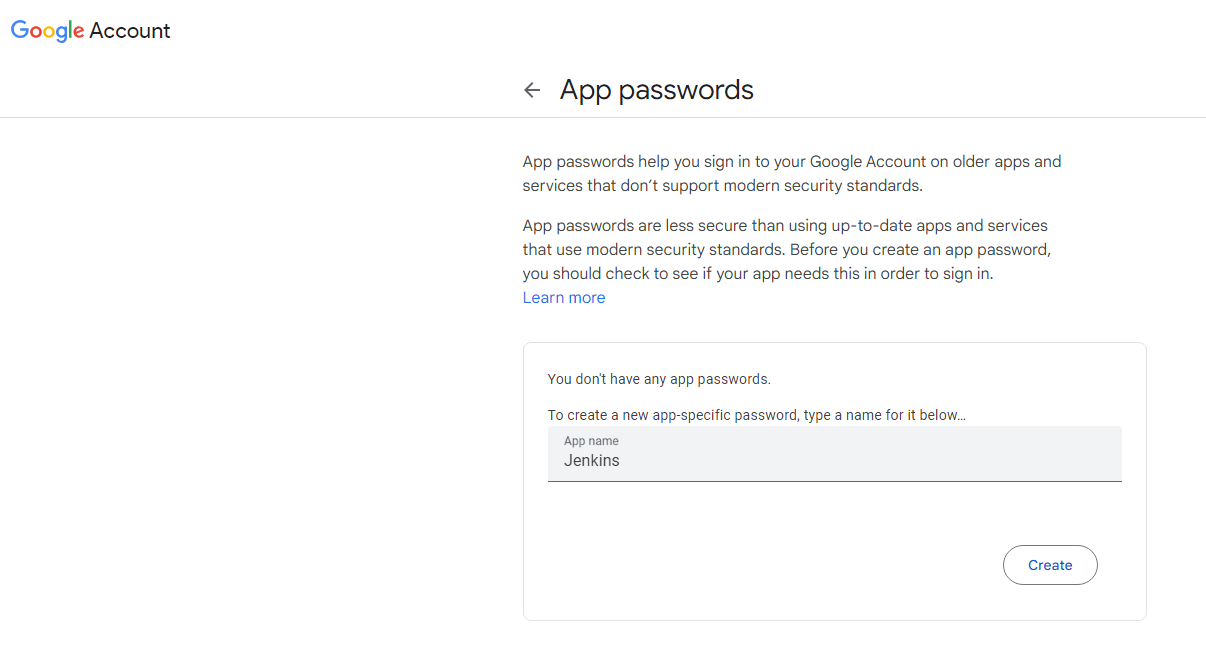 Google Account
App passwords
App passwords help you sign in to your Google Account on older apps and
services that don’t support modern security standards.
App passwords are less secure than using up-to-date apps and services
that use modern security standards. Before you create an app password,
you should check to see if your app needs this in order to sign in.
Learn more
You don't have any app passwords.
To create a new app-specific password, type a name for it below…
App name
Jenkins
Create